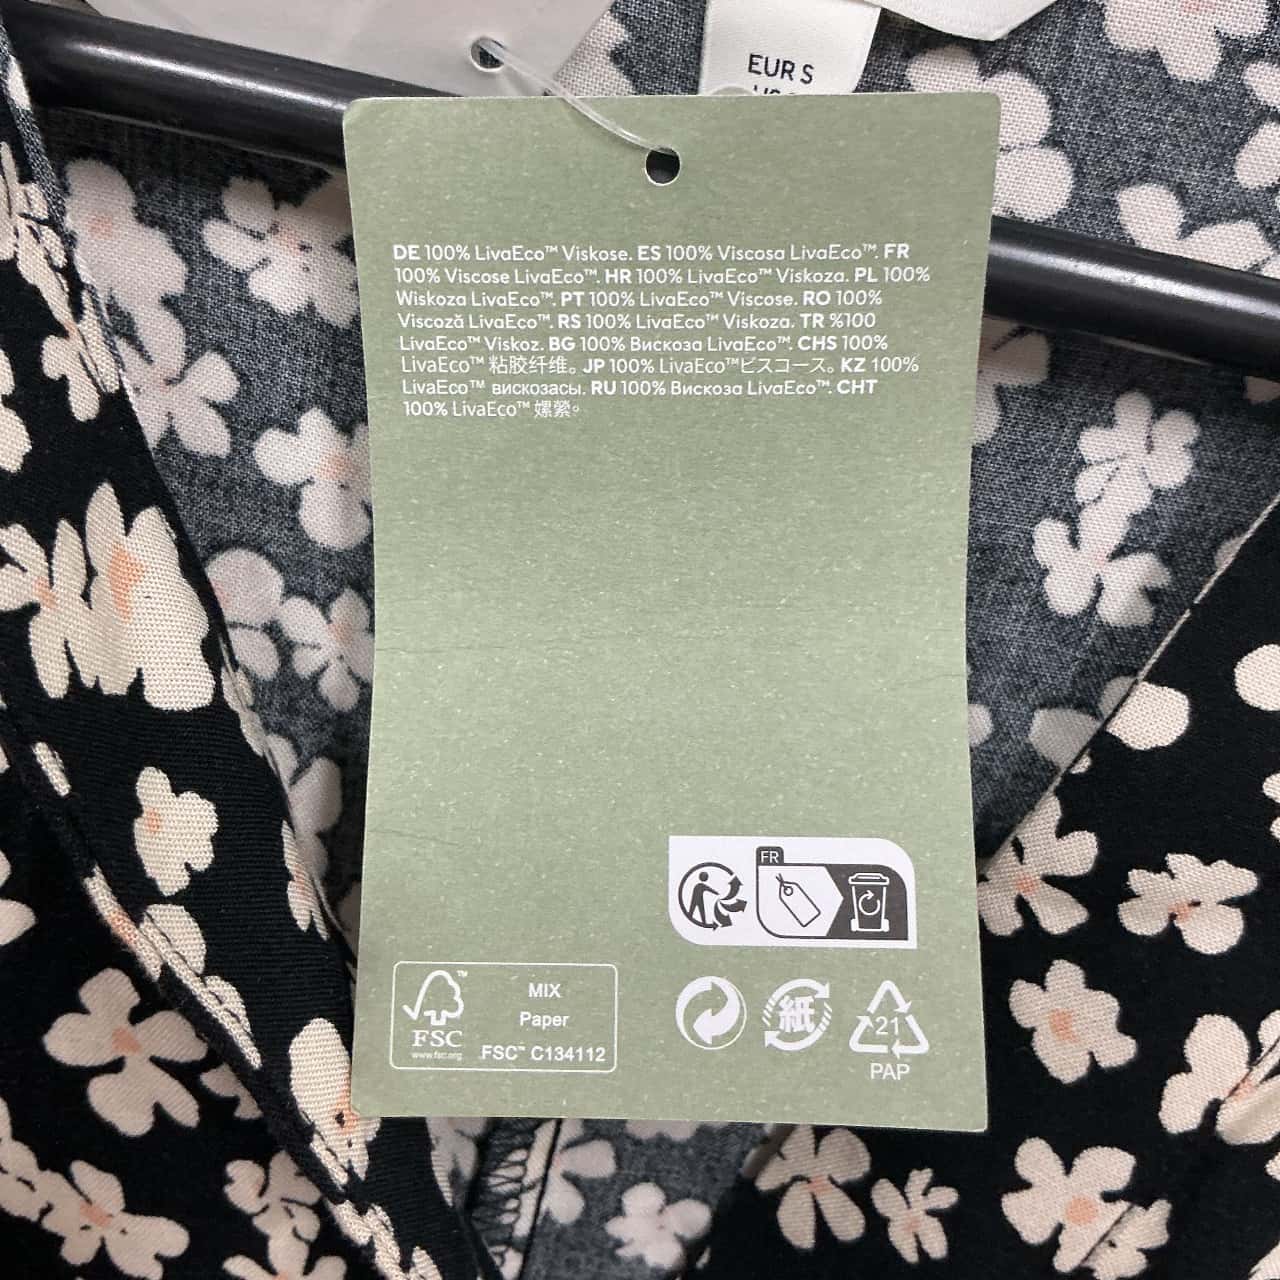 EUR S
DE 100% LivaEco™ Viskose. ES 100% Viscosa LivaEco™. FR
100% Viscose LivaEco™. HR 100% LivaEco™ Viskoza. PL 100%
Wiskoza LivaEco™. PT 100% LivaEco™ Viscose. RO 100%
Viscoză LivaEco™. RS 100% LivaEco™ Viskoza. TR %100
LivaEco™ Viskoz. BG 100% Вискоза LivaEco™. CHS 100%
LivaEco™ 粘胶纤维。 JP 100% LivaEco™ビスコース。 KZ 100%
LivaEco™ вискозасы. RU 100% Вискоза LivaEco™. CHT
100% LivaEco™ 嫘縈。
FR
FSC
www.fsc.org
MIX
Paper
FSC™ C134112
紙
21
PAP